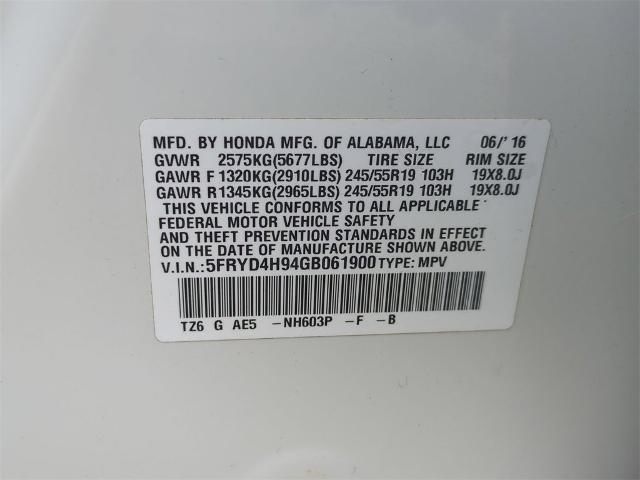 MFD. BY HONDA MFG. OF ALABAMA, LLC 06/'16
GVWR 2575KG(5677LBS) TIRE SIZE RIM SIZE
GAWR F 1320KG(2910LBS) 245/55R19 103H 19X8.0J
GAWR R 1345KG(2965LBS) 245/55R19 103H 19X8.0J
THIS VEHICLE CONFORMS TO ALL APPLICABLE
FEDERAL MOTOR VEHICLE SAFETY
AND THEFT PREVENTION STANDARDS IN EFFECT
ON THE DATE OF MANUFACTURE SHOWN ABOVE.
V.I.N.:5FRYD4H94GB061900 TYPE: MPV
TZ6 G AE5 -NH603P -F -B